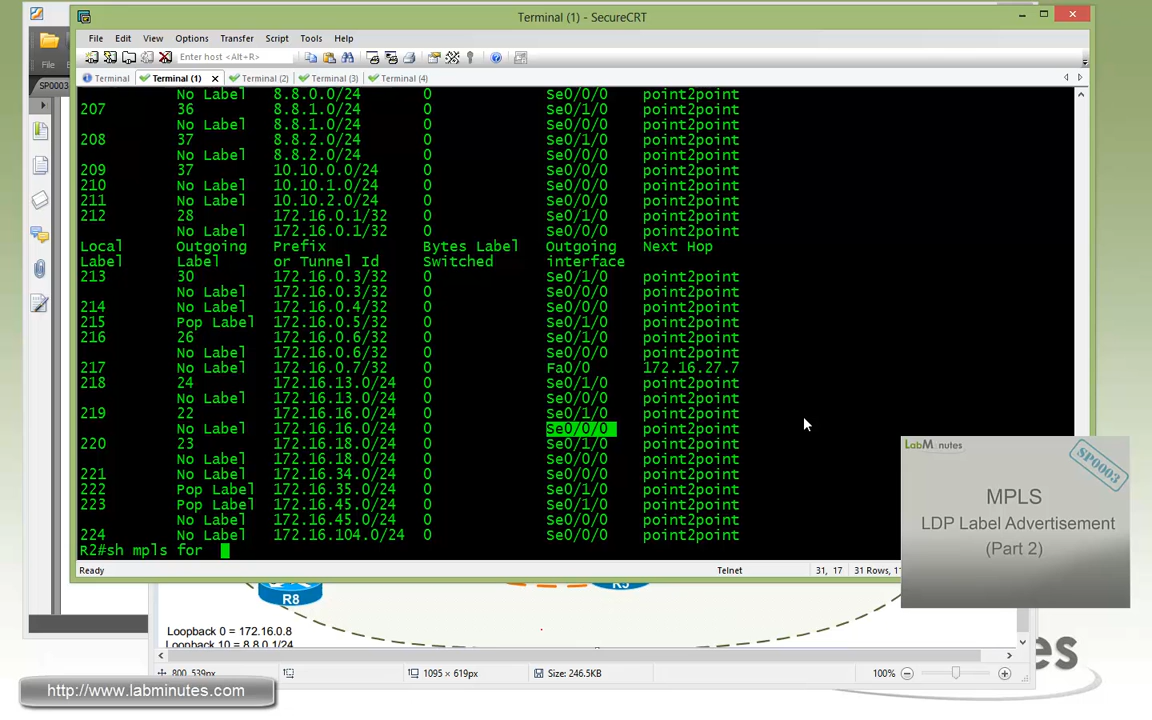 Terminal (1) - SecureCRT
File Edit View Options Transfer Script Tools Help
Enter host <Alt+R>
File
SP0003
Terminal Terminal (1) Terminal (2) Terminal (3) Terminal (4)
No Label 8.8.0.0/24 0 Se0/0/0 point2point
207 36 8.8.1.0/24 0 Se0/1/0 point2point
No Label 8.8.1.0/24 0 Se0/0/0 point2point
208 37 8.8.2.0/24 0 Se0/1/0 point2point
No Label 8.8.2.0/24 0 Se0/0/0 point2point
209 37 10.10.0.0/24 0 Se0/0/0 point2point
210 No Label 10.10.1.0/24 0 Se0/0/0 point2point
211 No Label 10.10.2.0/24 0 Se0/0/0 point2point
212 28 172.16.0.1/32 0 Se0/1/0 point2point
No Label 172.16.0.1/32 0 Se0/0/0 point2point
Local Outgoing Prefix Bytes Label Outgoing Next Hop
Label Label or Tunnel Id Switched interface
213 30 172.16.0.3/32 0 Se0/1/0 point2point
No Label 172.16.0.3/32 0 Se0/0/0 point2point
214 No Label 172.16.0.4/32 0 Se0/0/0 point2point
215 Pop Label 172.16.0.5/32 0 Se0/1/0 point2point
216 26 172.16.0.6/32 0 Se0/1/0 point2point
No Label 172.16.0.6/32 0 Se0/0/0 point2point
217 No Label 172.16.0.7/32 0 Fa0/0 172.16.27.7
218 24 172.16.13.0/24 0 Se0/1/0 point2point
No Label 172.16.13.0/24 0 Se0/0/0 point2point
219 22 172.16.16.0/24 0 Se0/1/0 point2point
No Label 172.16.16.0/24 0 Se0/0/0 point2point
220 23 172.16.18.0/24 0 Se0/1/0 point2point
No Label 172.16.18.0/24 0 Se0/0/0 point2point
221 No Label 172.16.34.0/24 0 Se0/0/0 point2point
222 Pop Label 172.16.35.0/24 0 Se0/1/0 point2point
223 Pop Label 172.16.45.0/24 0 Se0/1/0 point2point
No Label 172.16.45.0/24 0 Se0/0/0 point2point
224 No Label 172.16.104.0/24 0 Se0/0/0 point2point
R2#sh mpls for
Ready Telnet 31, 17 31 Rows,
LabM nutes
SP0003
MPLS
LDP Label Advertisement
(Part 2)
R8
Loopback 0 = 172.16.0.8
Loopback 10 = 8.8.0.1/24
1095 × 619px Size: 246.5KB 100%
http://www.labminutes.com